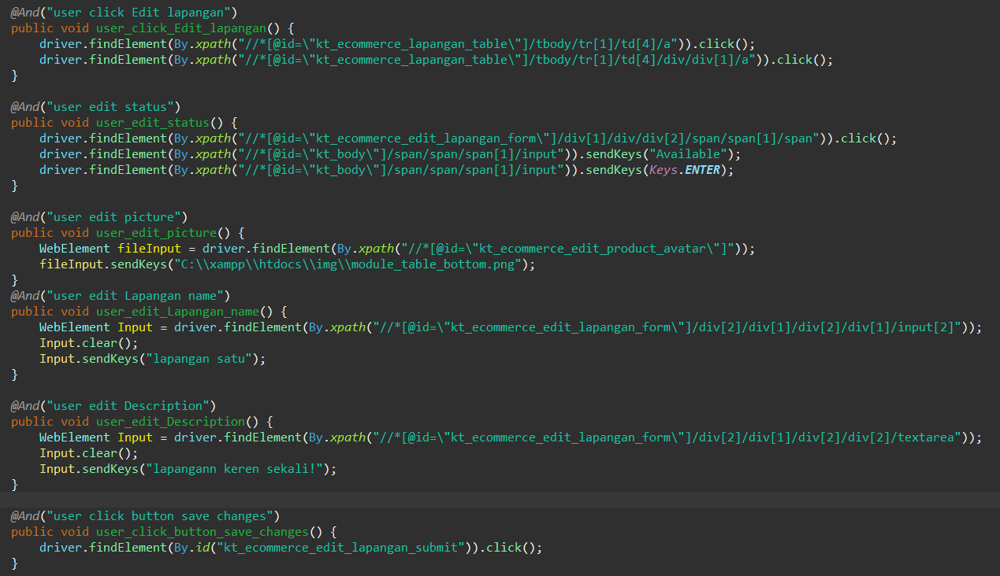 @And("user click Edit lapangan")
public void user_click_Edit_lapangan() {
    driver.findElement(By.xpath("//*[@id=\"kt_ecommerce_lapangan_table\"]/tbody/tr[1]/td[4]/a")).click();
    driver.findElement(By.xpath("//*[@id=\"kt_ecommerce_lapangan_table\"]/tbody/tr[1]/td[4]/div/div[1]/a")).click();
}

@And("user edit status")
public void user_edit_status() {
    driver.findElement(By.xpath("//*[@id=\"kt_ecommerce_edit_lapangan_form\"]/div[1]/div/div[2]/span/span[1]/span")).click();
    driver.findElement(By.xpath("//*[@id=\"kt_body\"]/span/span/span[1]/input")).sendKeys("Available");
    driver.findElement(By.xpath("//*[@id=\"kt_body\"]/span/span/span[1]/input")).sendKeys(Keys.ENTER);
}

@And("user edit picture")
public void user_edit_picture() {
    WebElement fileInput = driver.findElement(By.xpath("//*[@id=\"kt_ecommerce_edit_product_avatar\"]"));
    fileInput.sendKeys("C:\\xampp\\htdocs\\img\\module_table_bottom.png");
}
@And("user edit Lapangan name")
public void user_edit_Lapangan_name() {
    WebElement Input = driver.findElement(By.xpath("//*[@id=\"kt_ecommerce_edit_lapangan_form\"]/div[2]/div[1]/div[2]/div[1]/input[2]"));
    Input.clear();
    Input.sendKeys("lapangan satu");
}

@And("user edit Description")
public void user_edit_Description() {
    WebElement Input = driver.findElement(By.xpath("//*[@id=\"kt_ecommerce_edit_lapangan_form\"]/div[2]/div[1]/div[2]/div[2]/textarea"));
    Input.clear();
    Input.sendKeys("lapangann keren sekali!");
}

@And("user click button save changes")
public void user_click_button_save_changes() {
    driver.findElement(By.id("kt_ecommerce_edit_lapangan_submit")).click();
}